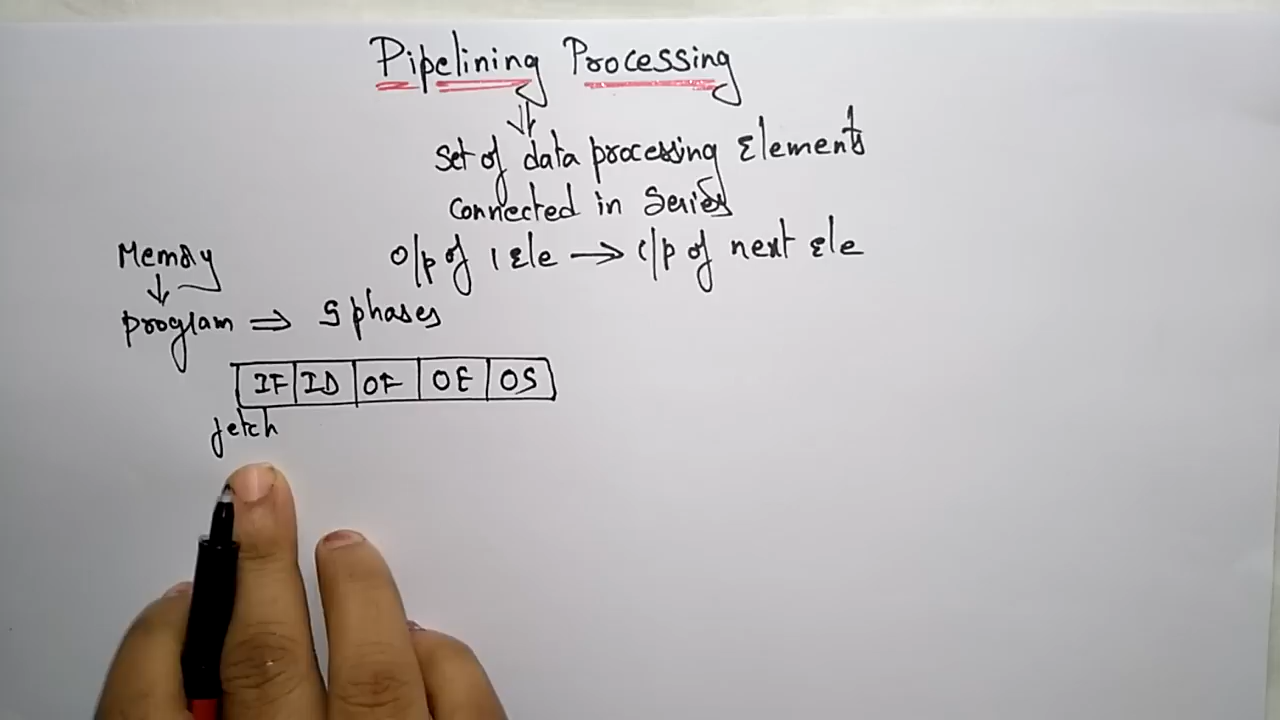 Pipelining Processing
⇓
Set of data processing Elements
Connected in Series
O/p of 1 Ele → i/p of next Ele
Memory
↓
program ⇒ 5 phases
IF ID OF OE OS
fetch